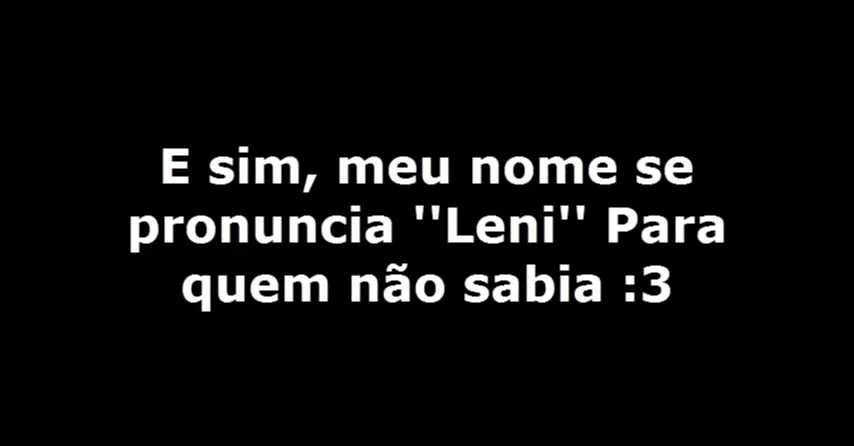 E sim, meu nome se
pronuncia ''Leni'' Para
quem não sabia :3